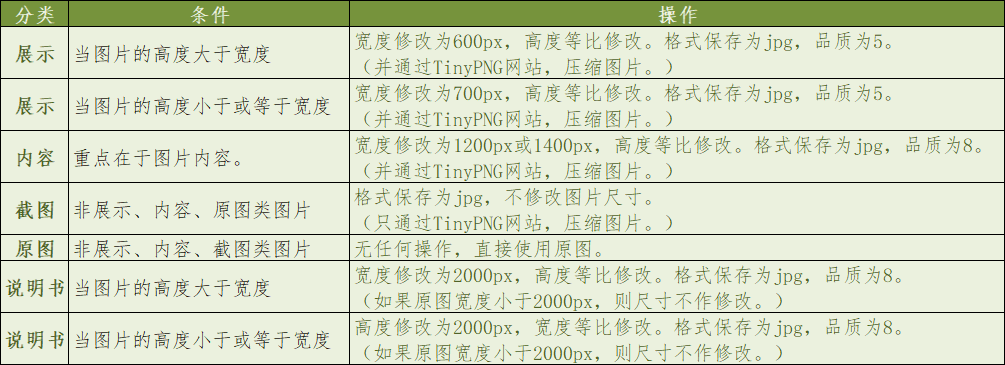 分类 条件 操作
展示 当图片的高度大于宽度 宽度修改为600px，高度等比修改。格式保存为jpg，品质为5。
（并通过TinyPNG网站，压缩图片。）
展示 当图片的高度小于或等于宽度 宽度修改为700px，高度等比修改。格式保存为jpg，品质为5。
（并通过TinyPNG网站，压缩图片。）
内容 重点在于图片内容。 宽度修改为1200px或1400px，高度等比修改。格式保存为jpg，品质为8。
（并通过TinyPNG网站，压缩图片。）
截图 非展示、内容、原图类图片 格式保存为jpg，不修改图片尺寸。
（只通过TinyPNG网站，压缩图片。）
原图 非展示、内容、截图类图片 无任何操作，直接使用原图。
说明书 当图片的高度大于宽度 宽度修改为2000px，高度等比修改。格式保存为jpg，品质为8。
（如果原图宽度小于2000px，则尺寸不作修改。）
说明书 当图片的高度小于或等于宽度 高度修改为2000px，宽度等比修改。格式保存为jpg，品质为8。
（如果原图宽度小于2000px，则尺寸不作修改。）